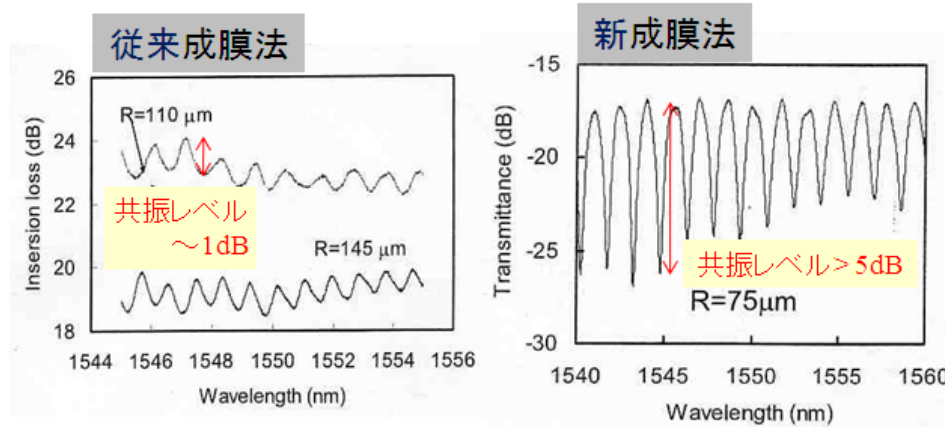 従来成膜法
26
24
22
20
18
Insersion loss (dB)
R=110 μm
共振レベル
～1dB
R=145 μm
1544 1546 1548 1550 1552 1554 1556
Wavelength (nm)
新成膜法
-15
-20
-25
-30
Transmittance (dB)
共振レベル>5dB
R=75μm
1540 1545 1550 1555 1560
Wavelength (nm)